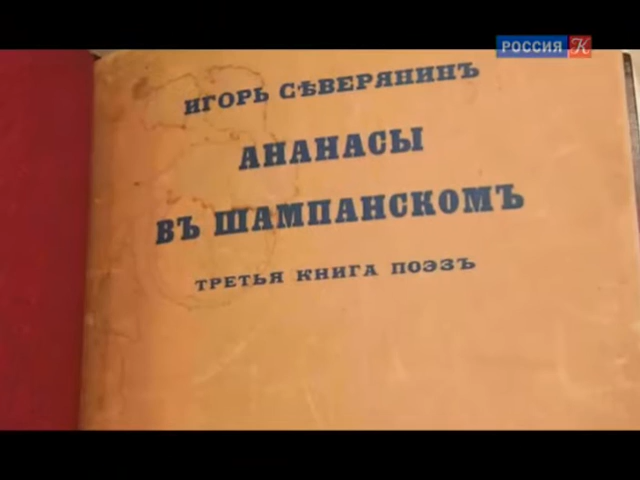 РОССИЯ К
ИГОРЬ СѢВЕРЯНИНЪ
АНАНАСЫ
ВЪ ШАМПАНСКОМЪ
ТРЕТЬЯ КНИГА ПОЭЗЪ